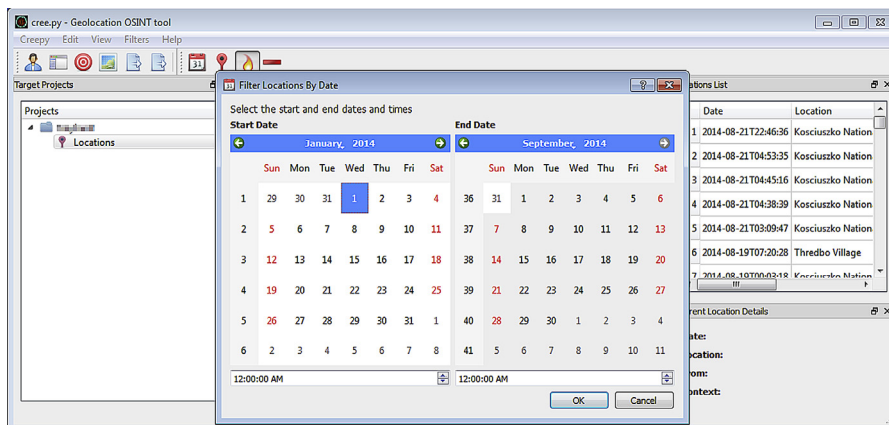 cree.py - Geolocation OSINT tool
Creepy Edit View Filters Help
Target Projects
Projects
Locations
Filter Locations By Date
Select the start and end dates and times
Start Date
January, 2014
Sun Mon Tue Wed Thu Fri Sat
1 29 30 31 1 2 3 4
2 5 6 7 8 9 10 11
3 12 13 14 15 16 17 18
4 19 20 21 22 23 24 25
5 26 27 28 29 30 31 1
6 2 3 4 5 6 7 8
12:00:00 AM
End Date
September, 2014
Sun Mon Tue Wed Thu Fri Sat
36 31 1 2 3 4 5 6
37 7 8 9 10 11 12 13
38 14 15 16 17 18 19 20
39 21 22 23 24 25 26 27
40 28 29 30 1 2 3 4
41 5 6 7 8 9 10 11
12:00:00 AM
OK Cancel
ations List
Date Location
1 2014-08-21T22:46:36 Kosciuszko Nation
2 2014-08-21T04:53:35 Kosciuszko Nation
3 2014-08-21T04:45:16 Kosciuszko Nation
4 2014-08-21T04:38:39 Kosciuszko Nation
5 2014-08-21T03:09:47 Kosciuszko Nation
6 2014-08-19T07:20:28 Thredbo Village
7 2014-08-19T00:03:18 Kosciuszko Nation
rent Location Details
ate:
ocation:
rom:
ontext: